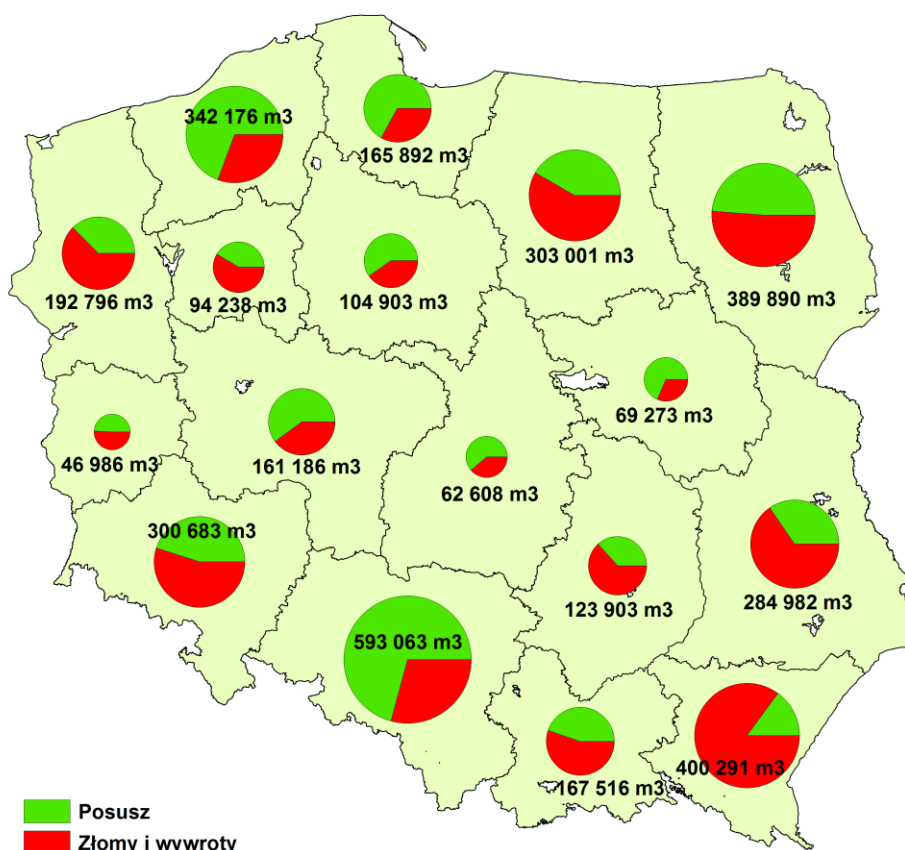 342 176 m3
165 892 m3
303 001 m3
389 890 m3
192 796 m3
94 238 m3
104 903 m3
69 273 m3
46 986 m3
161 186 m3
62 608 m3
300 683 m3
123 903 m3
284 982 m3
593 063 m3
167 516 m3
400 291 m3
Posusz
Złomy i wywroty